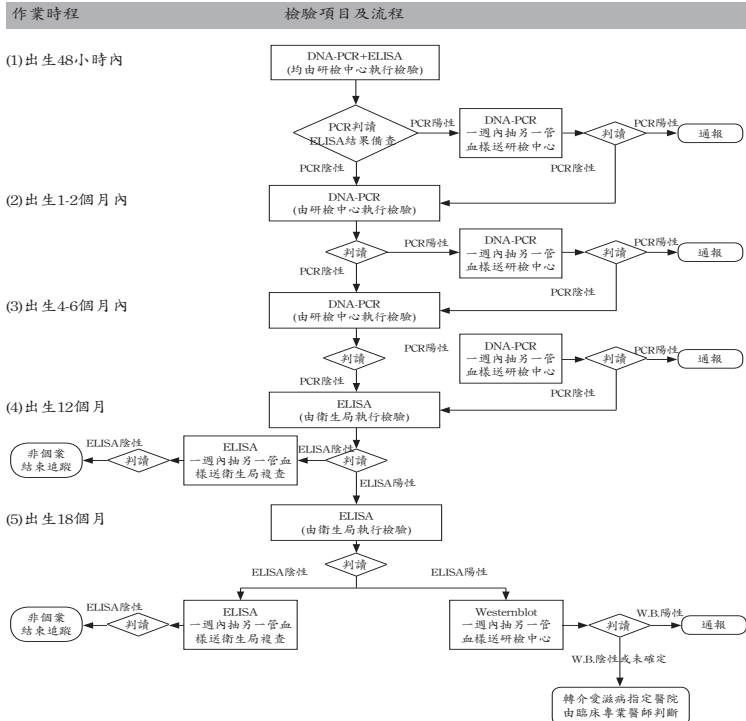 作業時程
檢驗項目及流程
(1)出生48小時內
DNA-PCR+ELISA
(均由研檢中心執行檢驗)
PCR判讀
ELISA結果備查
PCR陽性
DNA-PCR
一週內抽另一管
血樣送研檢中心
判讀
PCR陽性
通報
PCR陰性
PCR陰性
(2)出生1-2個月內
DNA-PCR
(由研檢中心執行檢驗)
判讀
PCR陽性
DNA-PCR
一週內抽另一管
血樣送研檢中心
判讀
PCR陽性
通報
PCR陰性
PCR陰性
(3)出生4-6個月內
DNA-PCR
(由研檢中心執行檢驗)
判讀
PCR陽性
DNA-PCR
一週內抽另一管
血樣送研檢中心
判讀
PCR陽性
通報
PCR陰性
PCR陰性
(4)出生12個月
ELISA
(由衛生局執行檢驗)
非個案
結束追蹤
ELISA陰性
判讀
ELISA
一週內抽另一管血
樣送衛生局複查
ELISA陰性
判讀
ELISA陽性
(5)出生18個月
ELISA
(由衛生局執行檢驗)
判讀
ELISA陰性
ELISA陽性
非個案
結束追蹤
ELISA陰性
判讀
ELISA
一週內抽另一管血
樣送衛生局複查
Westernblot
一週內抽另一管
血樣送研檢中心
判讀
W.B.陽性
通報
W.B.陰性或未確定
轉介愛滋病指定醫院
由臨床專業醫師判斷